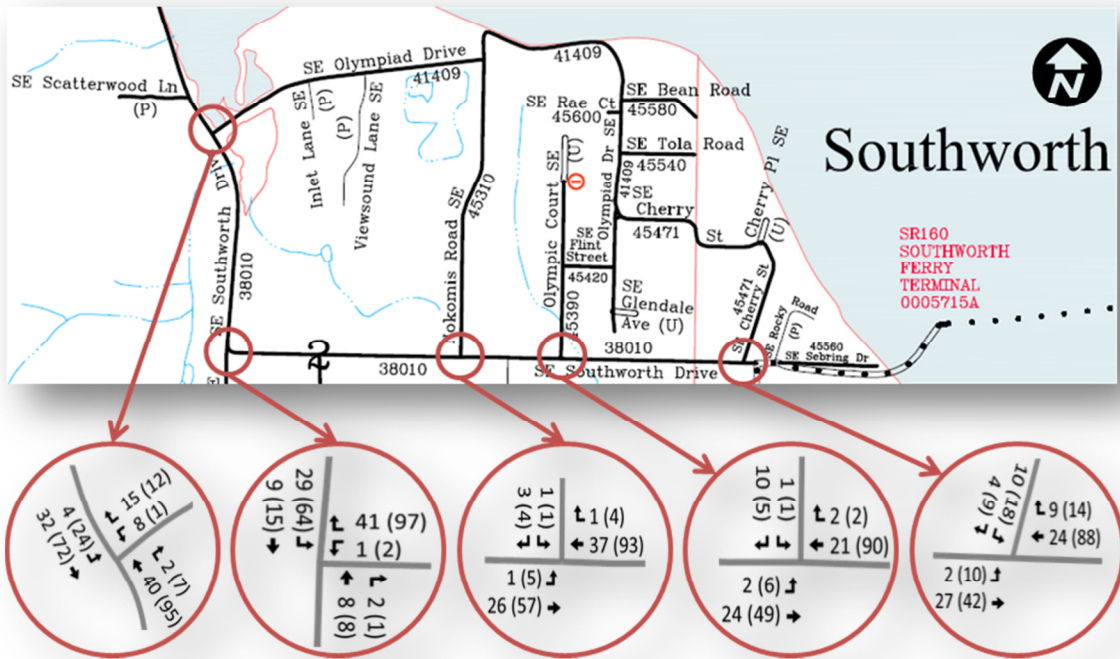 SE Scatterwood Ln
(P)
SE Olympiad Drive
41409
Inlet Lane SE
(P)
Viewsound Lane SE
(P)
SE Southworth Drive
38010
Mokomis Road SE
45310
41409
SE Bean Road
45580
SE Rae Ct
45600
SE Tola Road
45540
Olympic Court SE
(U)
45390
Olympiad Dr SE
41409
SE
Cherry
St
45471
SE
Flint
Street
45420
SE
Glendale
Ave (U)
Cherry Pl SE
(U)
45471
SE Cherry St
SE Rocky Road
(P)
45560
SE Sebring Dr
38010
38010
SE Southworth Drive
N
Southworth
SR160
SOUTHWORTH
FERRY
TERMINAL
0005715A
15 (12)
8 (1)
4 (24)
32 (72)
2 (7)
40 (95)
29 (64)
9 (15)
41 (97)
1 (2)
8 (8)
2 (1)
1 (1)
3 (4)
1 (4)
37 (93)
1 (5)
26 (57)
1 (1)
10 (5)
2 (2)
21 (90)
2 (6)
24 (49)
10 (18)
4 (9)
9 (14)
24 (88)
2 (10)
27 (42)